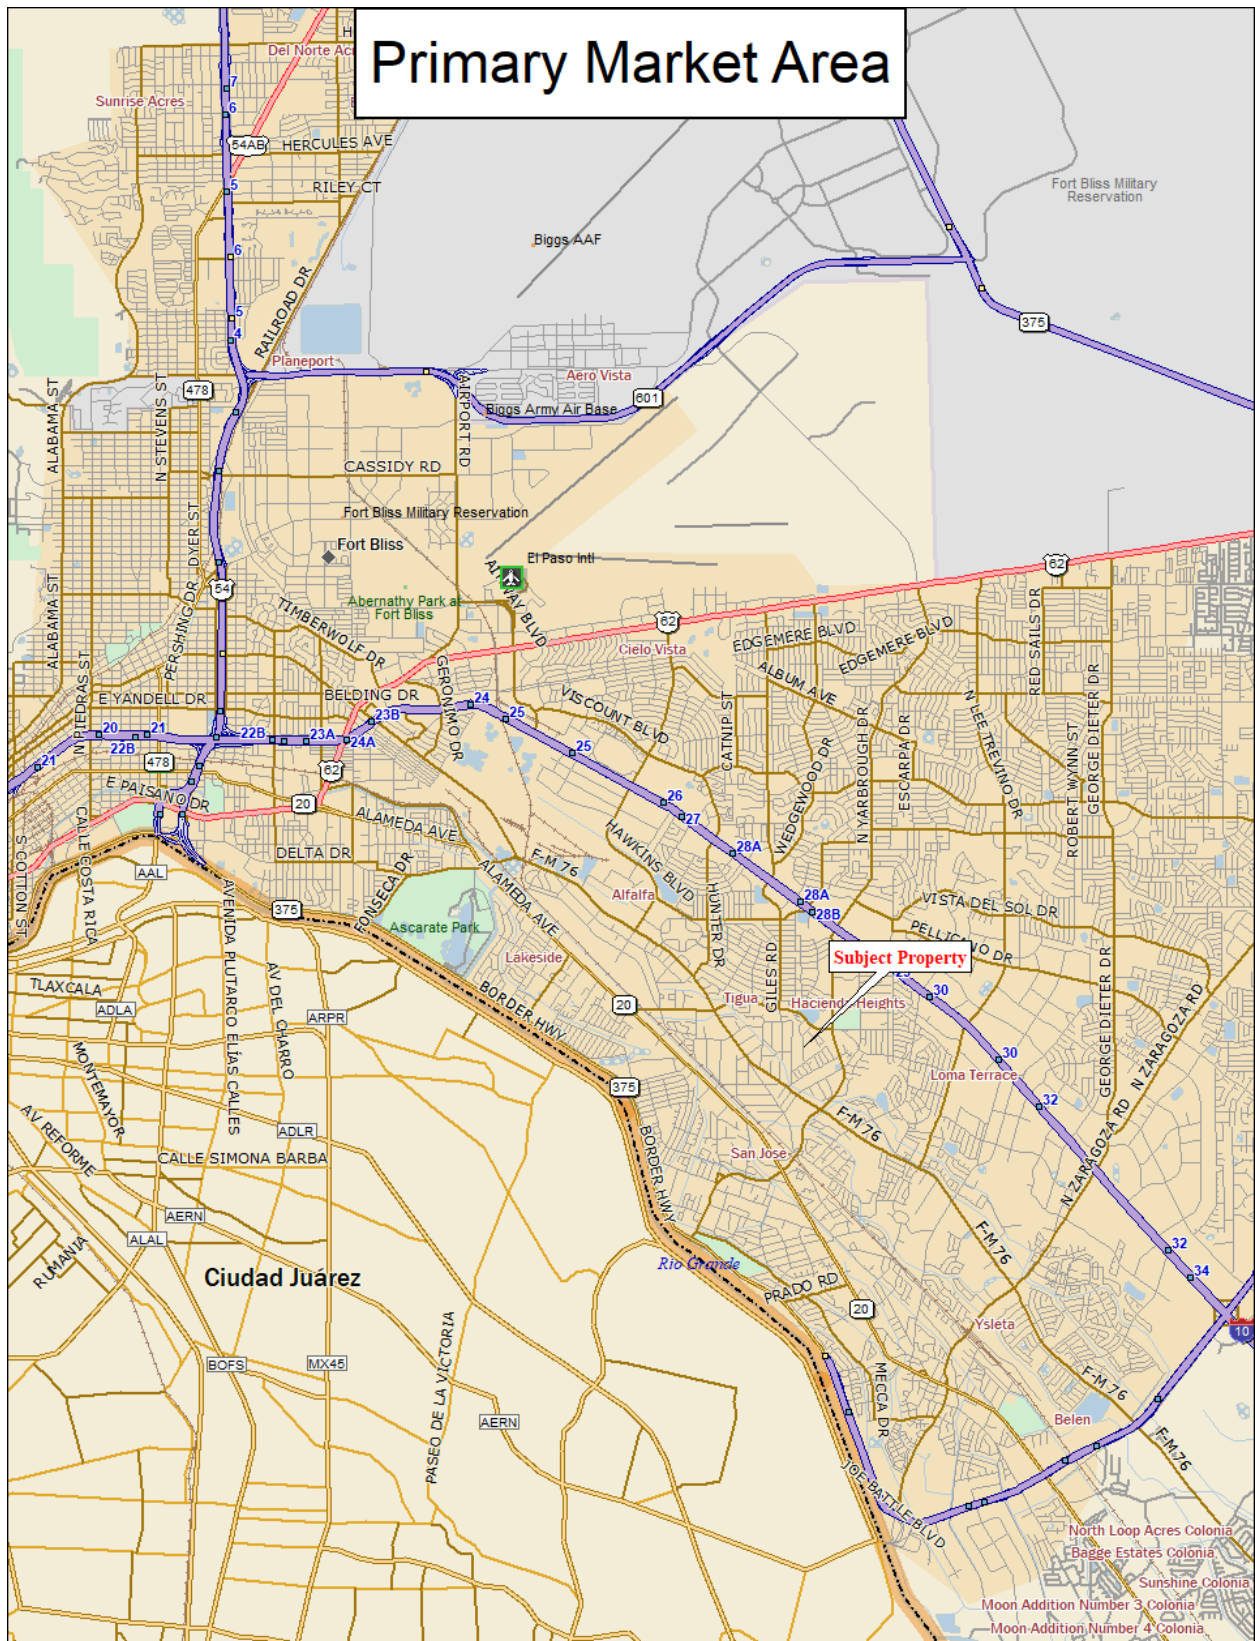 Primary Market Area
H
Del Norte Acr
Sunrise Acres
7
6
54AB
HERCULES AVE
5
RILEY CT
Fort Bliss Military
Reservation
Biggs AAF
6
5
4
RAILROAD DR
375
Planeport
478
Aero Vista
601
Biggs Army Air Base
ALABAMA ST
N STEVENS ST
AIRPORT RD
CASSIDY RD
Fort Bliss Military Reservation
DYER ST
Fort Bliss
El Paso Intl
62
54
ALABAMA ST
PERSHING DR
TIMBERWOLF DR
Abernathy Park at
Fort Bliss
62
Cielo Vista
EDGEMERE BLVD
EDGEMERE BLVD
RED SAILS DR
N PIEDRAS ST
E YANDELL DR
BELDING DR
GERONIMO DR
VISCOUNT BLVD
ALBUM AVE
CATNIP ST
N LEE TREVINO DR
GEORGE DIETER DR
20
21
22B
22B
23A
23B
24A
24
25
25
21
478
62
WEDGEWOOD DR
N YARBROUGH DR
ESCARPA DR
ROBERT WYNN ST
E PAISANO DR
20
ALAMEDA AVE
26
27
28A
HAWKINS BLVD
S COTTON ST
CALLE COSTA RICA
DELTA DR
F-M 76
AAL
FONSECA DR
ALAMEDA AVE
Alfalfa
HUNTER DR
28A
28B
VISTA DEL SOL DR
375
AVENIDA PLUTARCO ELÍAS CALLES
Ascarate Park
PELLICANO DR
Subject Property
Lakeside
GILES RD
GEORGE DIETER DR
TLAXCALA
ADLA
AV DEL CHARRO
ARPR
BORDER HWY
20
Tigua
Hacienda Heights
30
N ZARAGOZA RD
MONTEMAYOR
375
30
Loma Terrace
32
AV REFORME
ADLR
F-M 76
CALLE SIMONA BARBA
BORDER HWY
San Jose
N ZARAGOZA RD
AERN
ALAL
RUMANIA
F-M 76
32
34
Ciudad Juárez
Rio Grande
PRADO RD
20
Ysleta
10
BOFS
MX45
PASEO DE LA VICTORIA
MECCA DR
F-M 76
Belen
AERN
F-M 76
JOE BATTLE BLVD
North Loop Acres Colonia
Bagge Estates Colonia
Sunshine Colonia
Moon Addition Number 3 Colonia
Moon Addition Number 4 Colonia